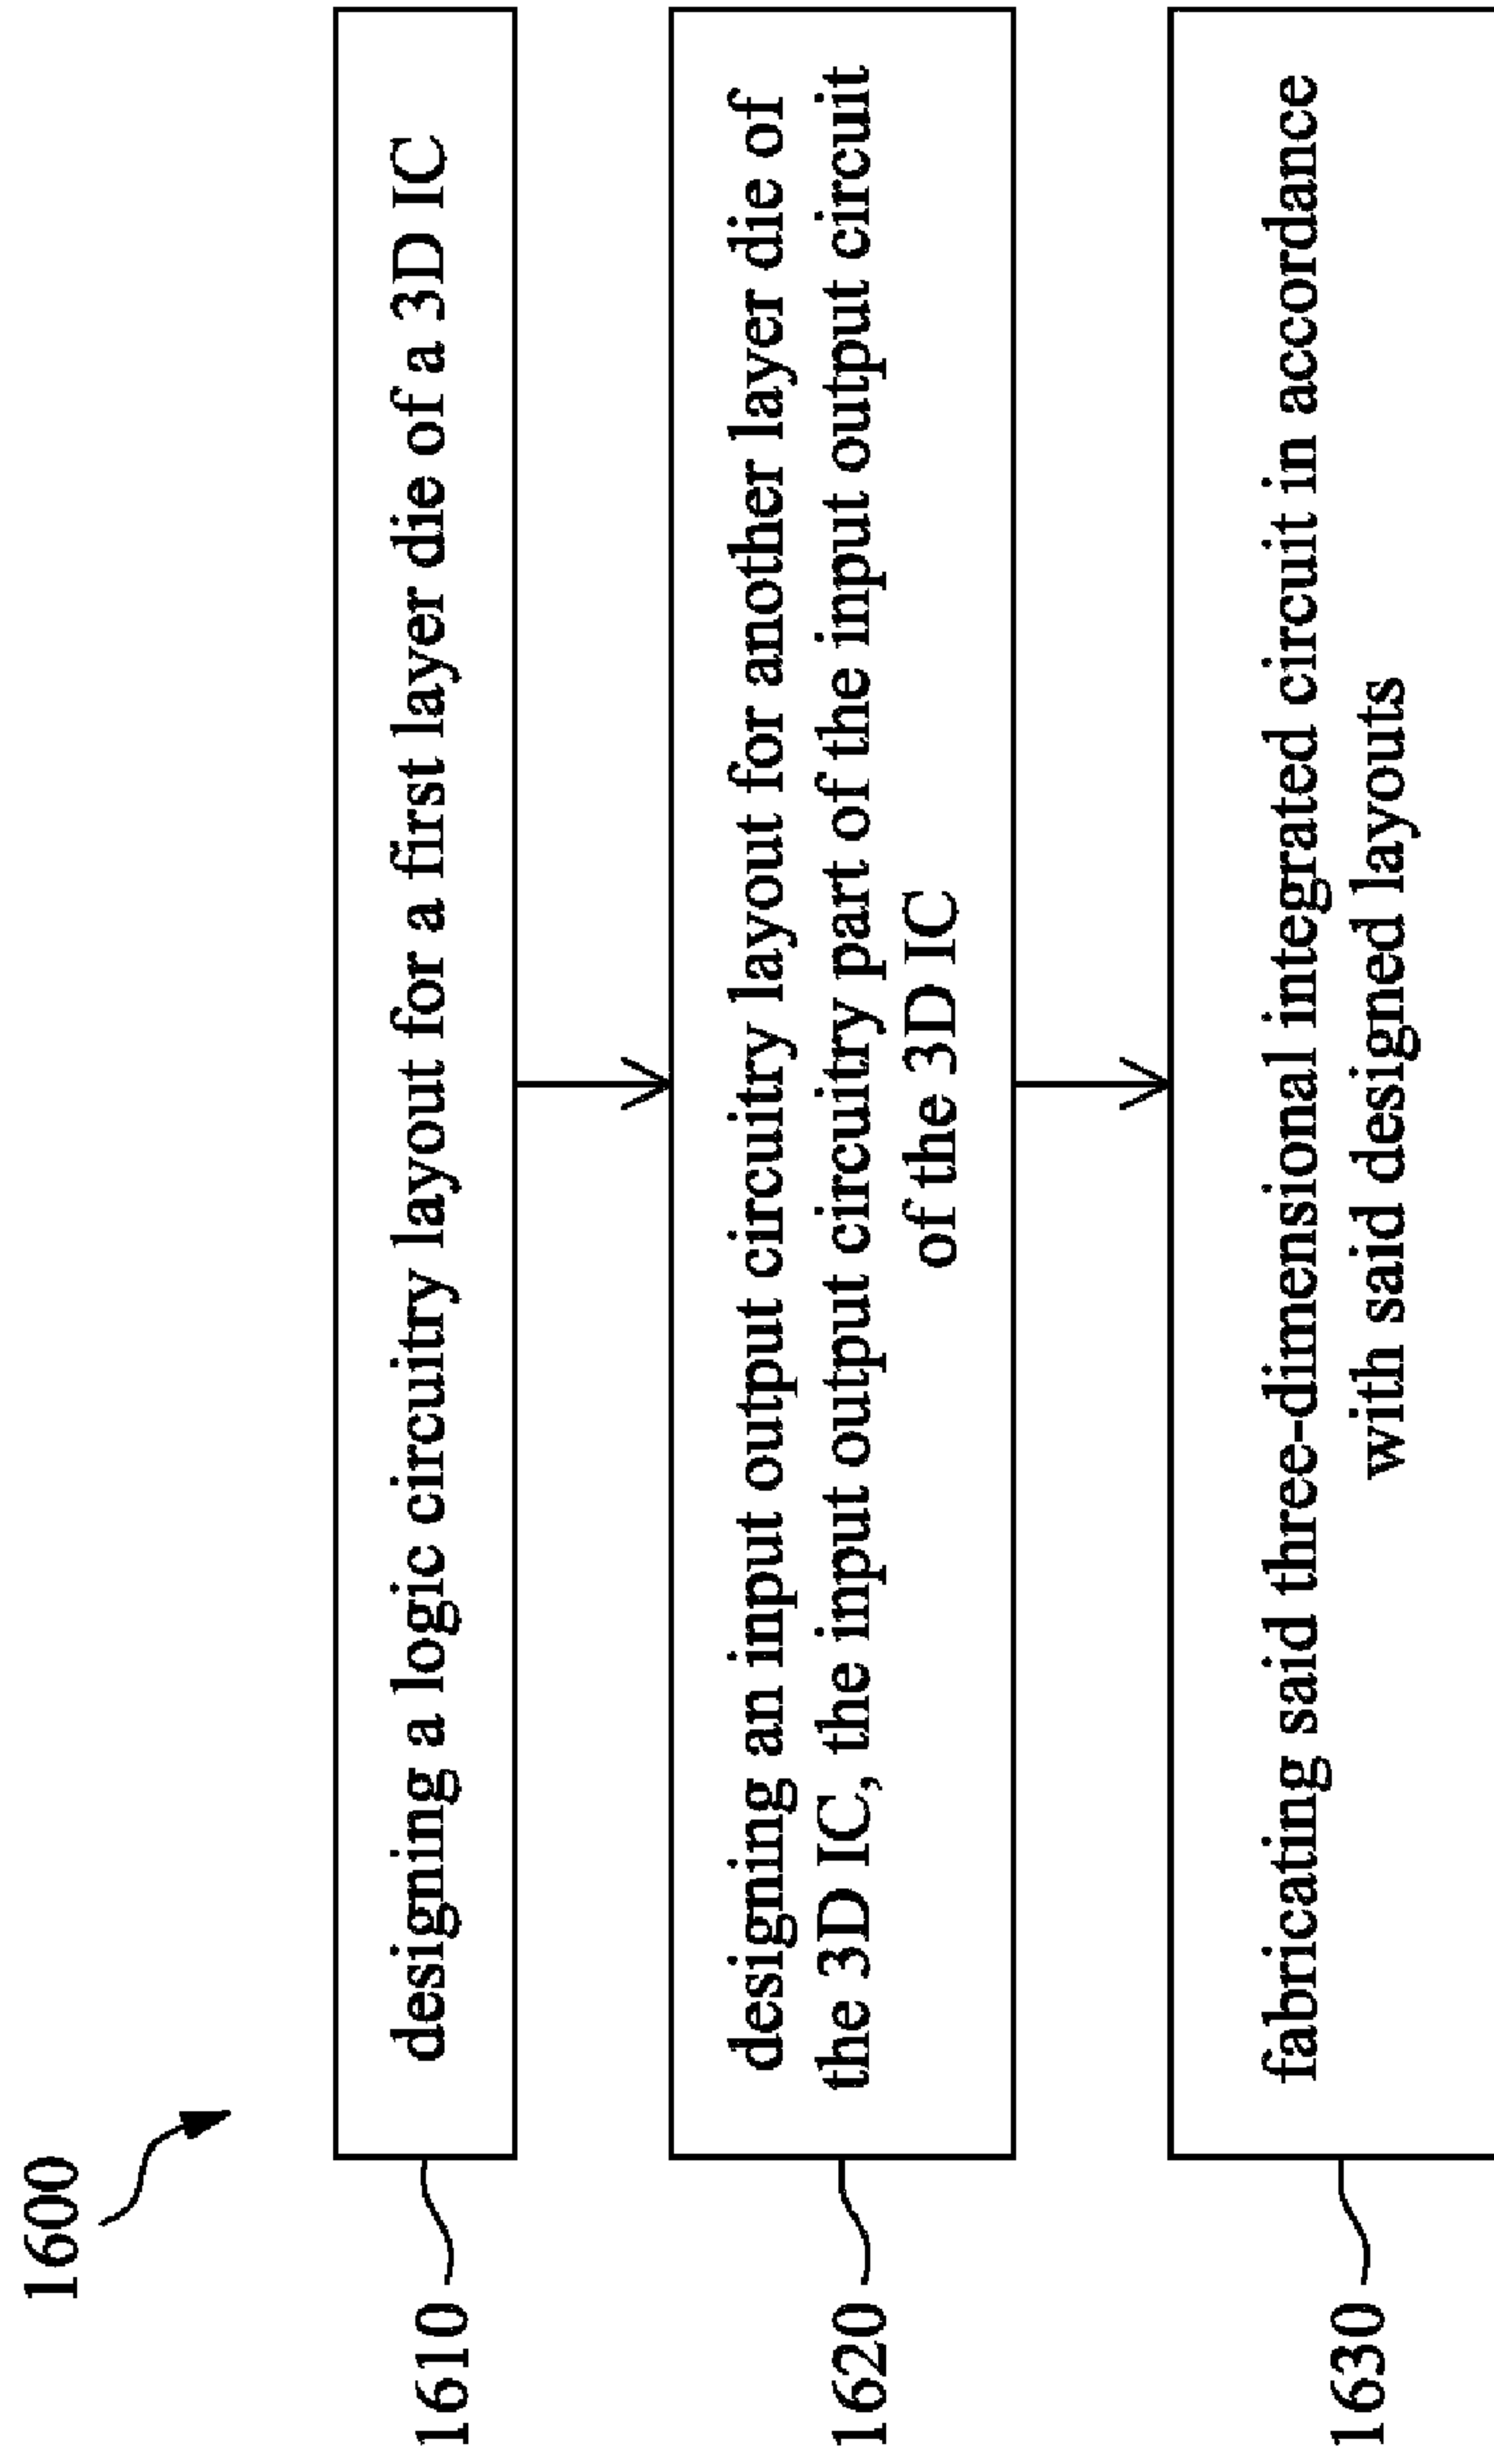 1600
1610
designing a logic circuitry layout for a first layer die of a 3D IC
1620
designing an input output circuitry layout for another layer die of
the 3D IC, the input output circuitry part of the input output circuit
of the 3D IC
1630
fabricating said three-dimensional integrated circuit in accordance
with said designed layouts